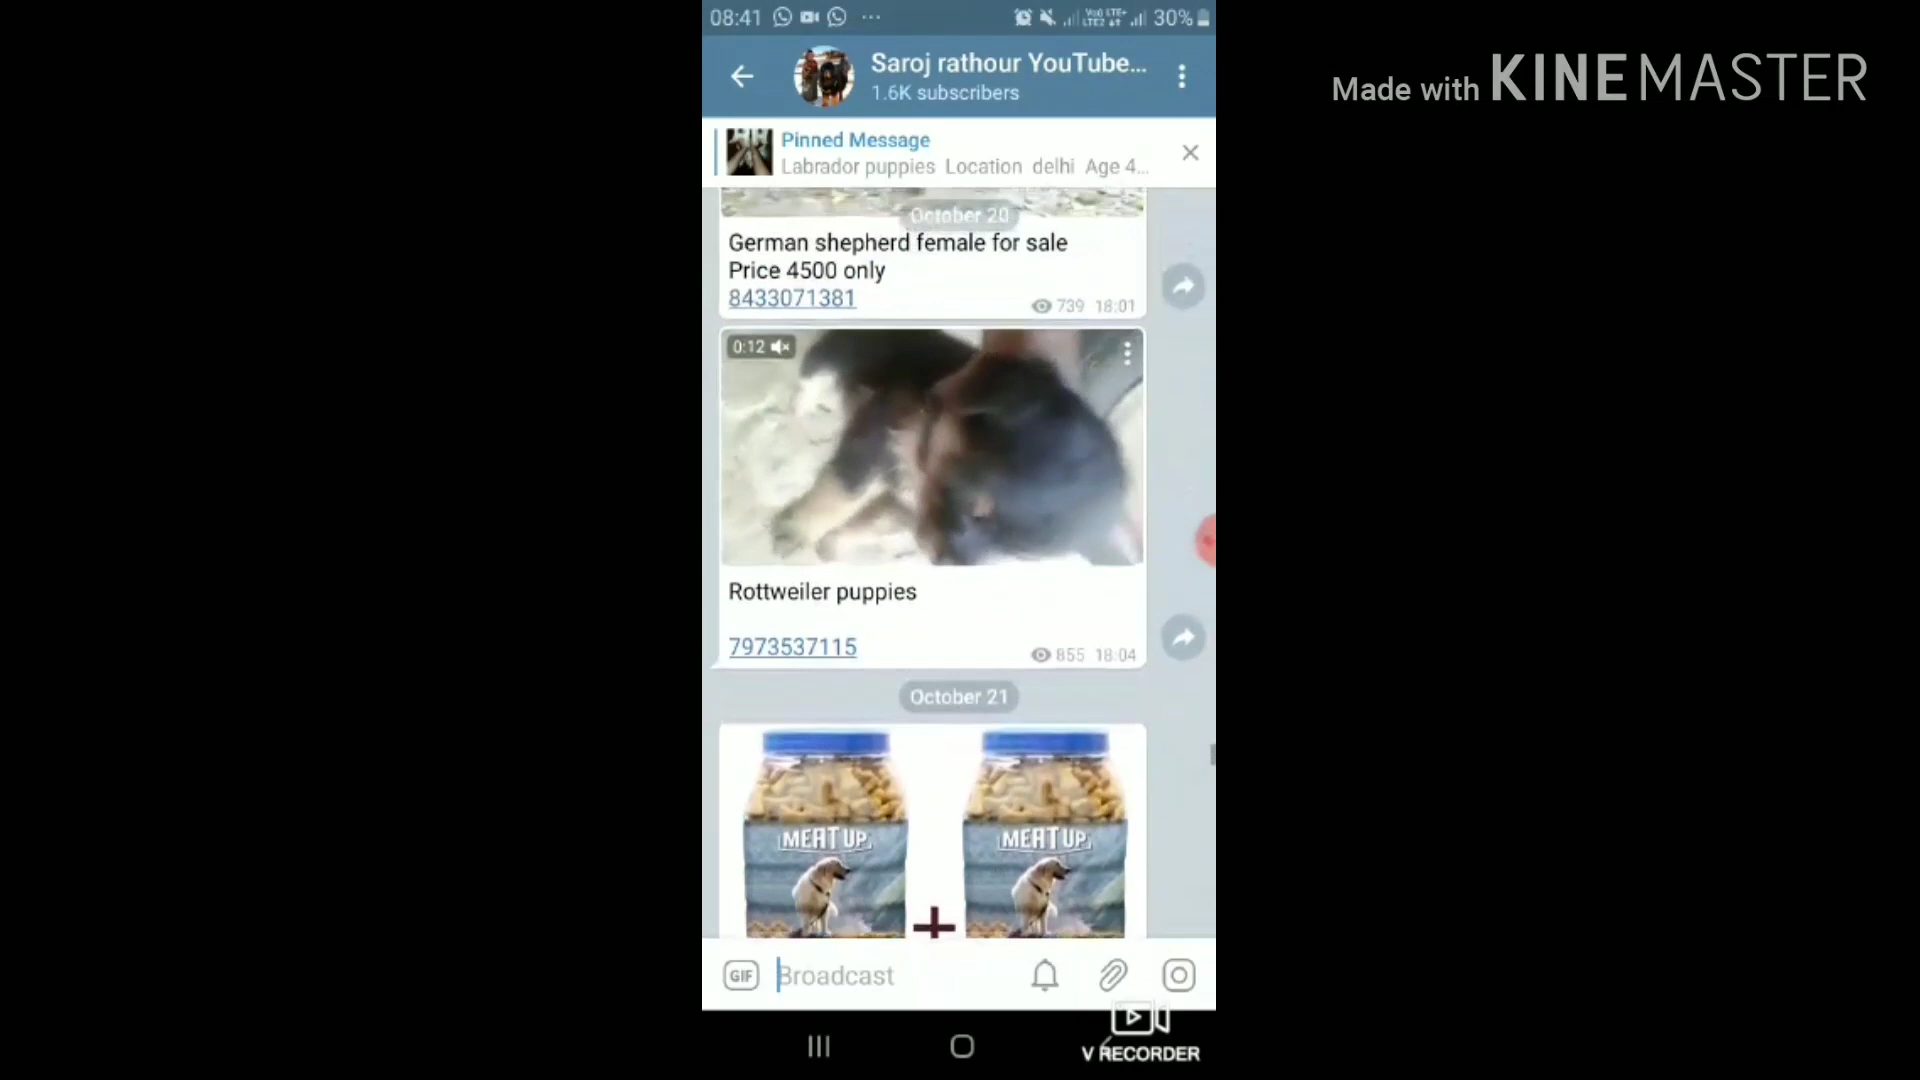 08:41
30%
Made with KINEMASTER
Saroj rathour YouTube...
1.6K subscribers
Pinned Message
Labrador puppies Location delhi Age 4...
October 20
German shepherd female for sale
Price 4500 only
8433071381
739 18:01
0:12
Rottweiler puppies
7973537115
855 18:04
October 21
MEAT UP MEAT UP
GIF Broadcast
V RECORDER